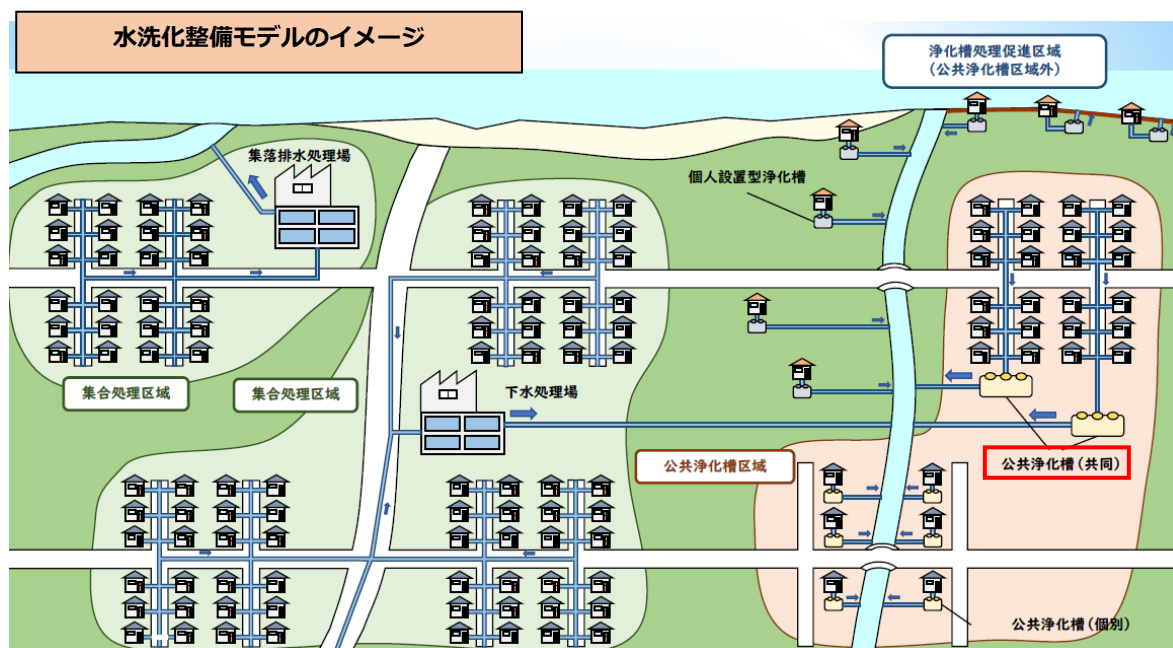 水洗化整備モデルのイメージ
浄化槽処理促進区域
(公共浄化槽区域外)
集落排水処理場
個人設置型浄化槽
集合処理区域
集合処理区域
下水処理場
公共浄化槽区域
公共浄化槽(共同)
公共浄化槽(個別)